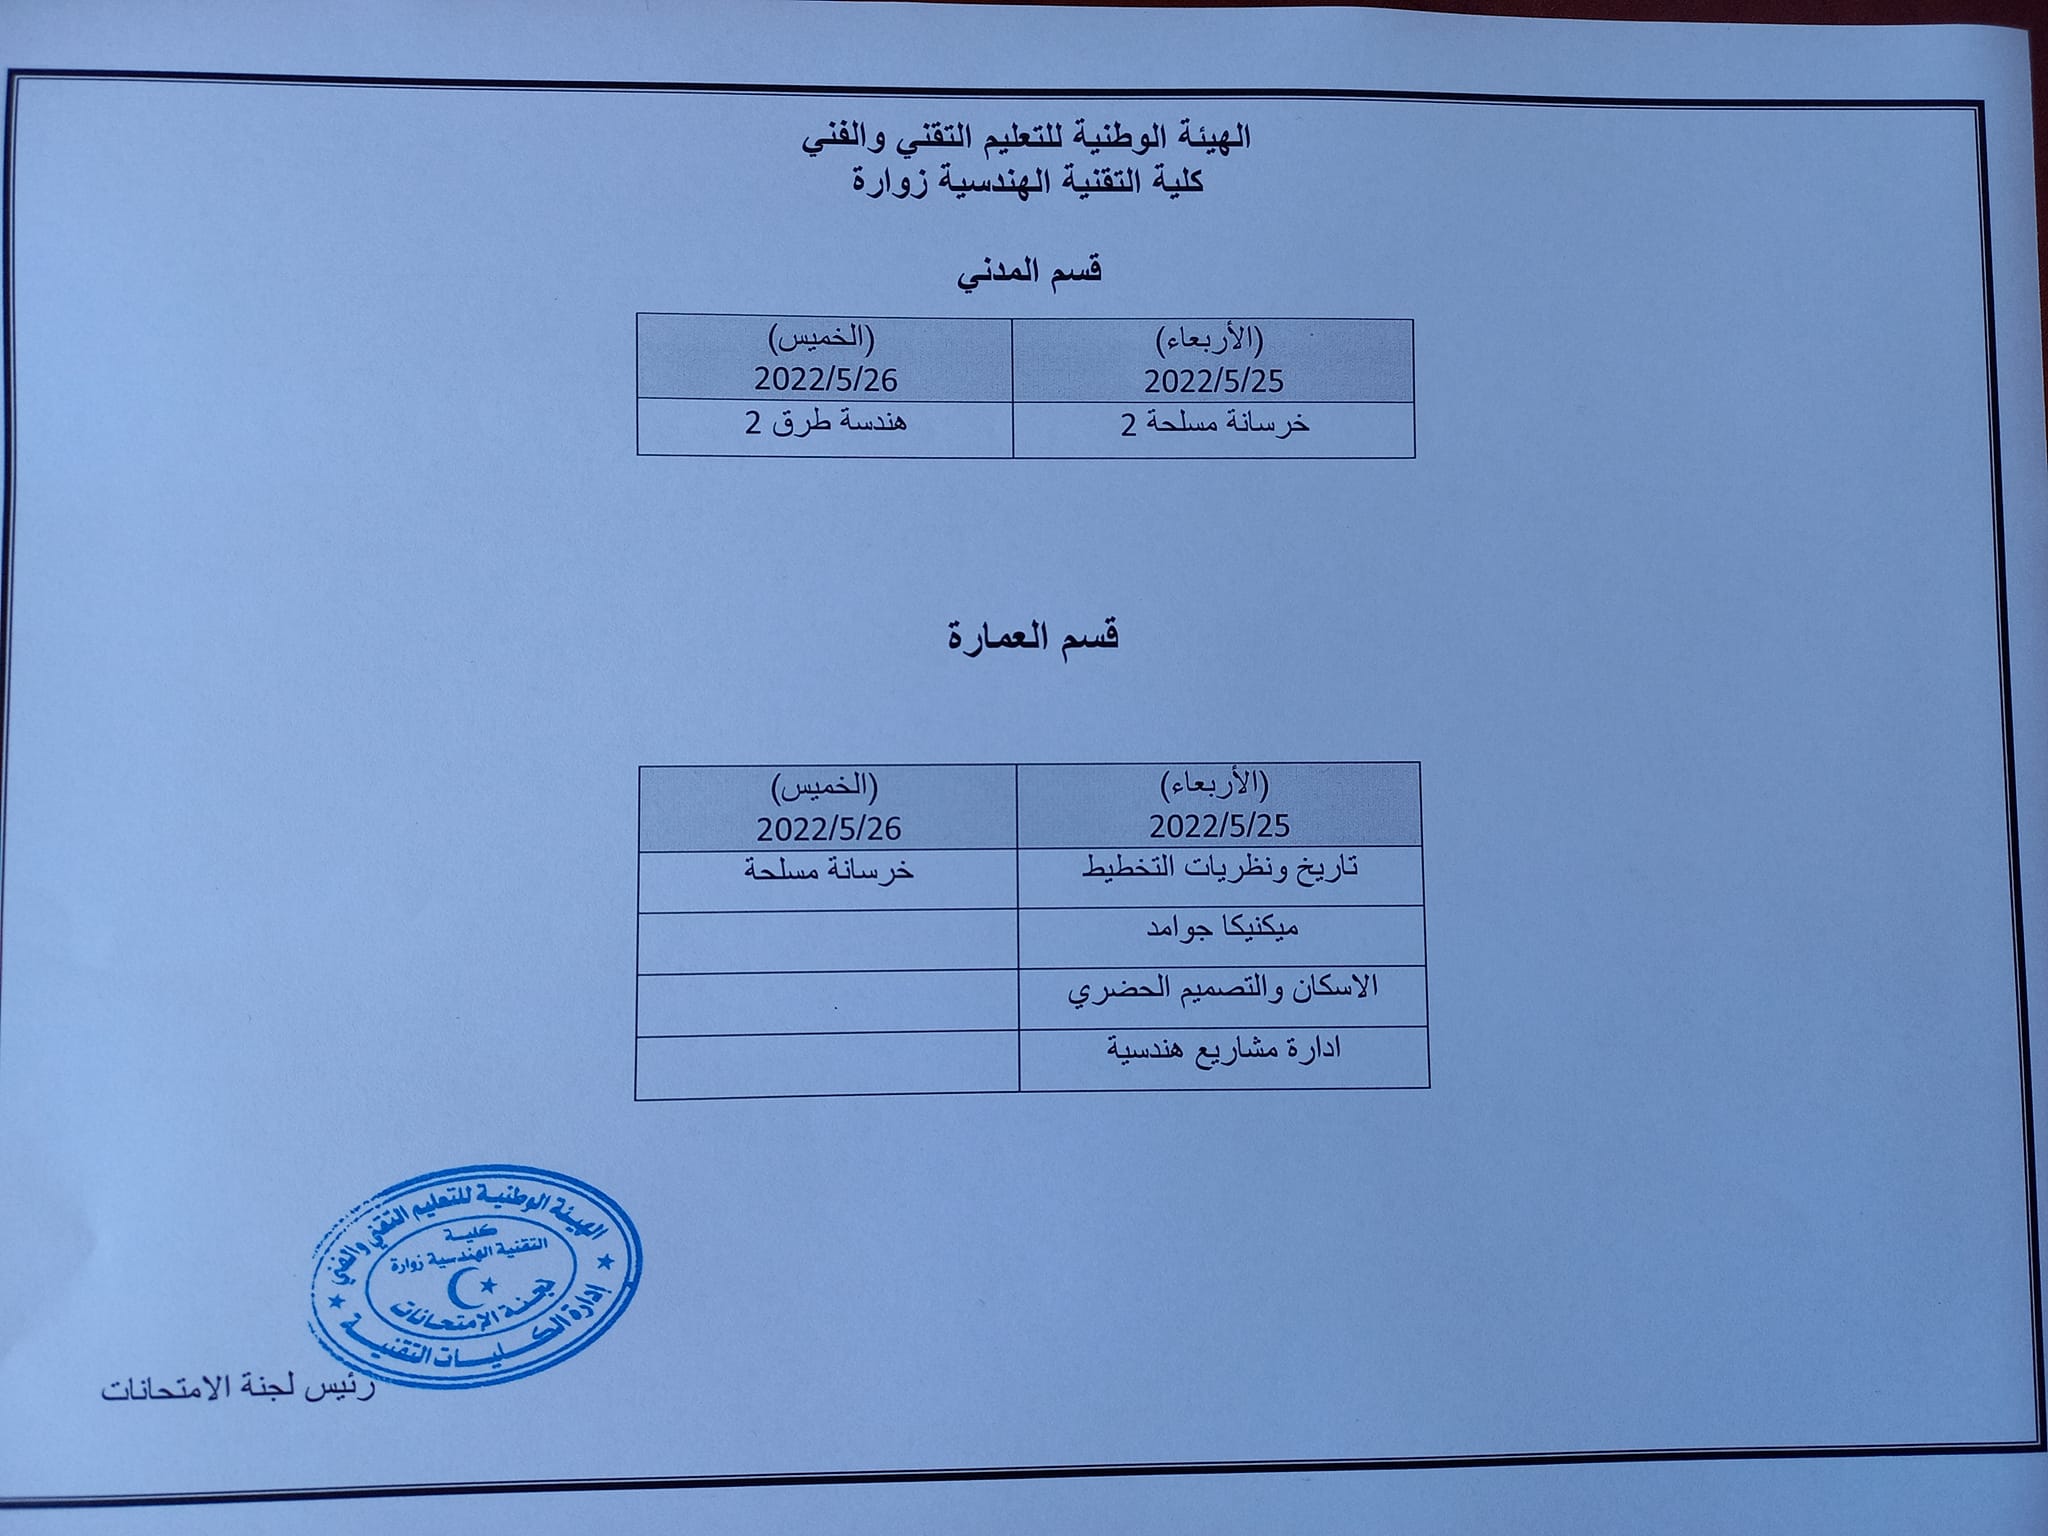 الهيئة الوطنية للتعليم التقني والفني
كلية التقنية الهندسية زوارة
قسم المدني
(الأربعاء) (الخميس)
2022/5/25 2022/5/26
خرسانة مسلحة 2 هندسة طرق 2
قسم العمارة
(الأربعاء) (الخميس)
2022/5/25 2022/5/26
تاريخ ونظريات التخطيط خرسانة مسلحة
ميكنيكا جوامد
الاسكان والتصميم الحضري
ادارة مشاريع هندسية
الهيئة الوطنية للتعليم التقني والفني
كلية
التقنية الهندسية زوارة
لجنة الإمتحانات
إدارة الكليات التقنية
رئيس لجنة الامتحانات